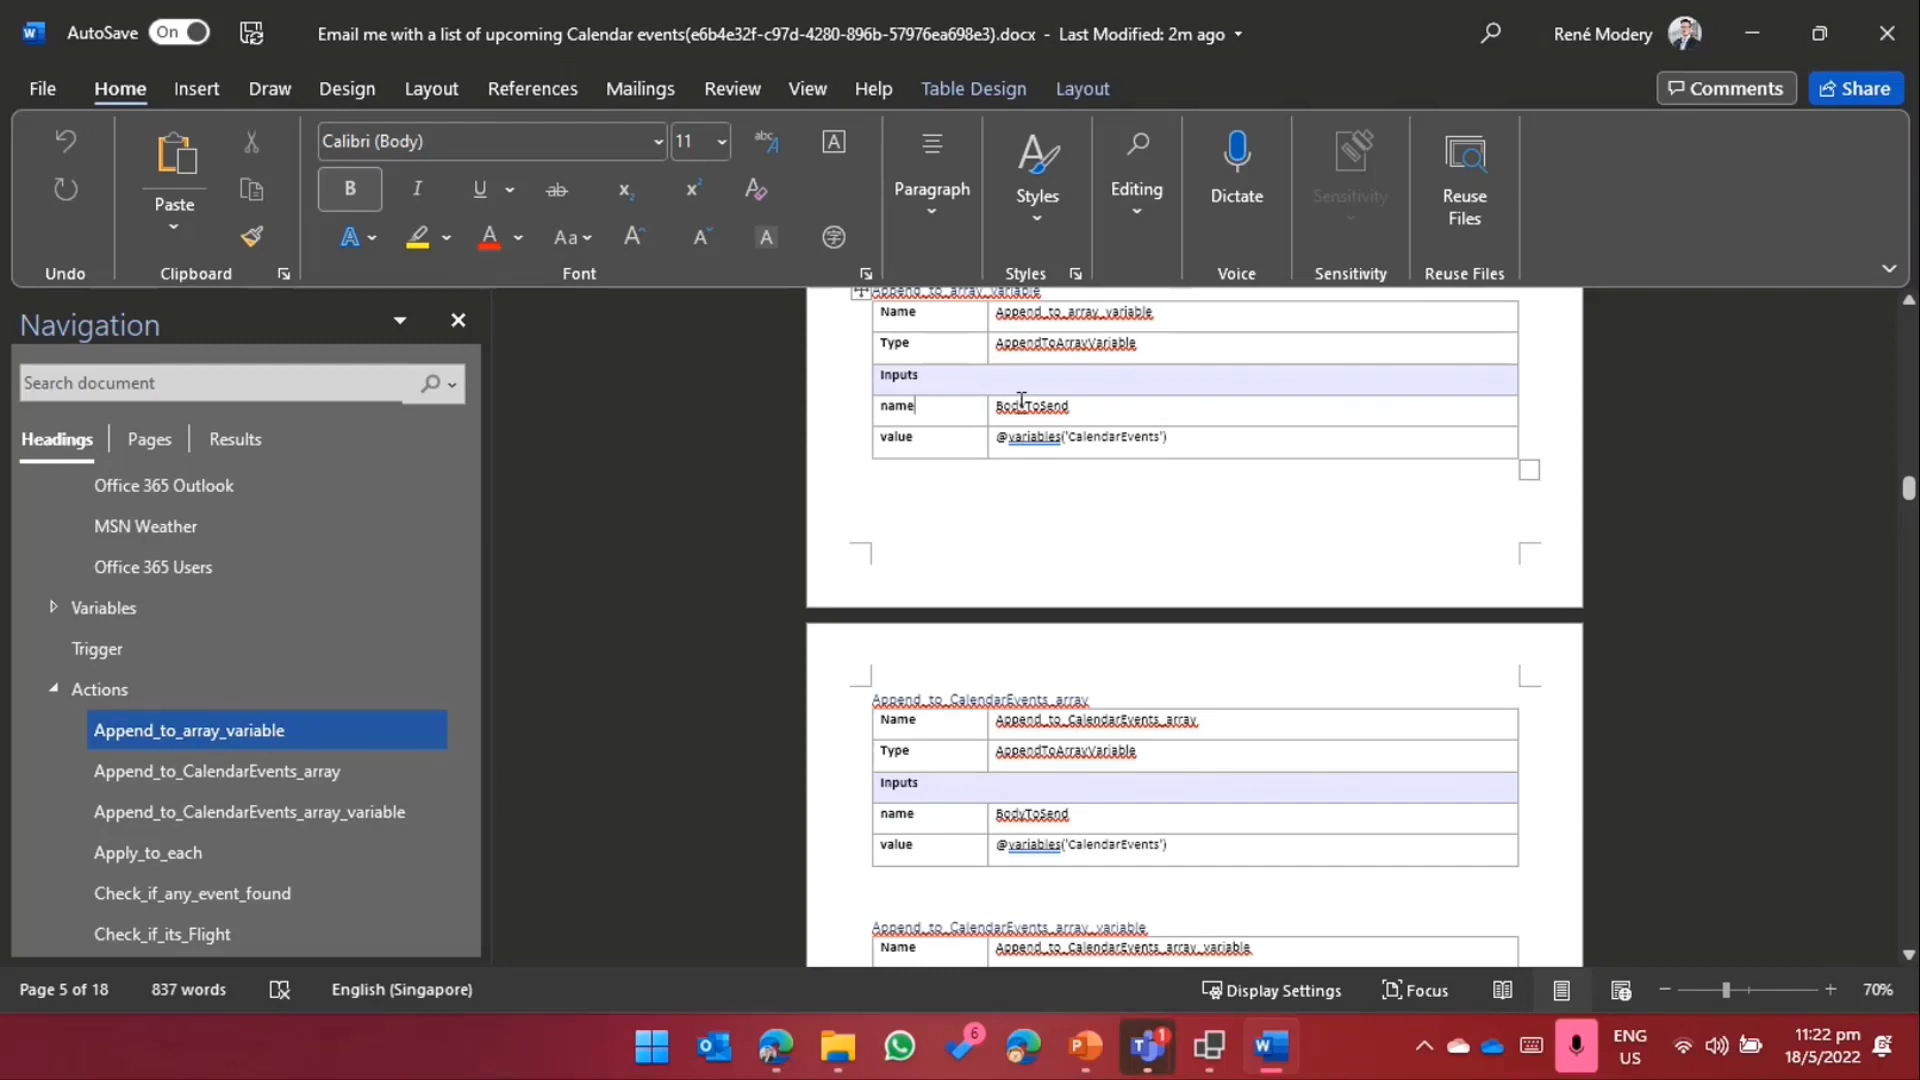 AutoSave On Email me with a list of upcoming Calendar events(e6b4e32f-c97d-4280-896b-57976ea698e3).docx - Last Modified: 2m ago René Modery
File Home Insert Draw Design Layout References Mailings Review View Help Table Design Layout Comments Share
Calibri (Body) 11
Paste Paragraph Styles Editing Dictate Sensitivity Reuse Files
Undo Clipboard Font Styles Voice Sensitivity Reuse Files
Navigation
Search document
Headings Pages Results
Office 365 Outlook
MSN Weather
Office 365 Users
Variables
Trigger
Actions
Append_to_array_variable
Append_to_CalendarEvents_array
Append_to_CalendarEvents_array_variable
Apply_to_each
Check_if_any_event_found
Check_if_its_Flight
Append_to_array_variable
Name Append_to_array_variable
Type AppendToArrayVariable
Inputs
name BodyToSend
value @variables('CalendarEvents')
Append_to_CalendarEvents_array
Name Append_to_CalendarEvents_array
Type AppendToArrayVariable
Inputs
name BodyToSend
value @variables('CalendarEvents')
Append_to_CalendarEvents_array_variable
Name Append_to_CalendarEvents_array_variable
Page 5 of 18 837 words English (Singapore) Display Settings Focus 70%
6 1 ENG US 11:22 pm 18/5/2022